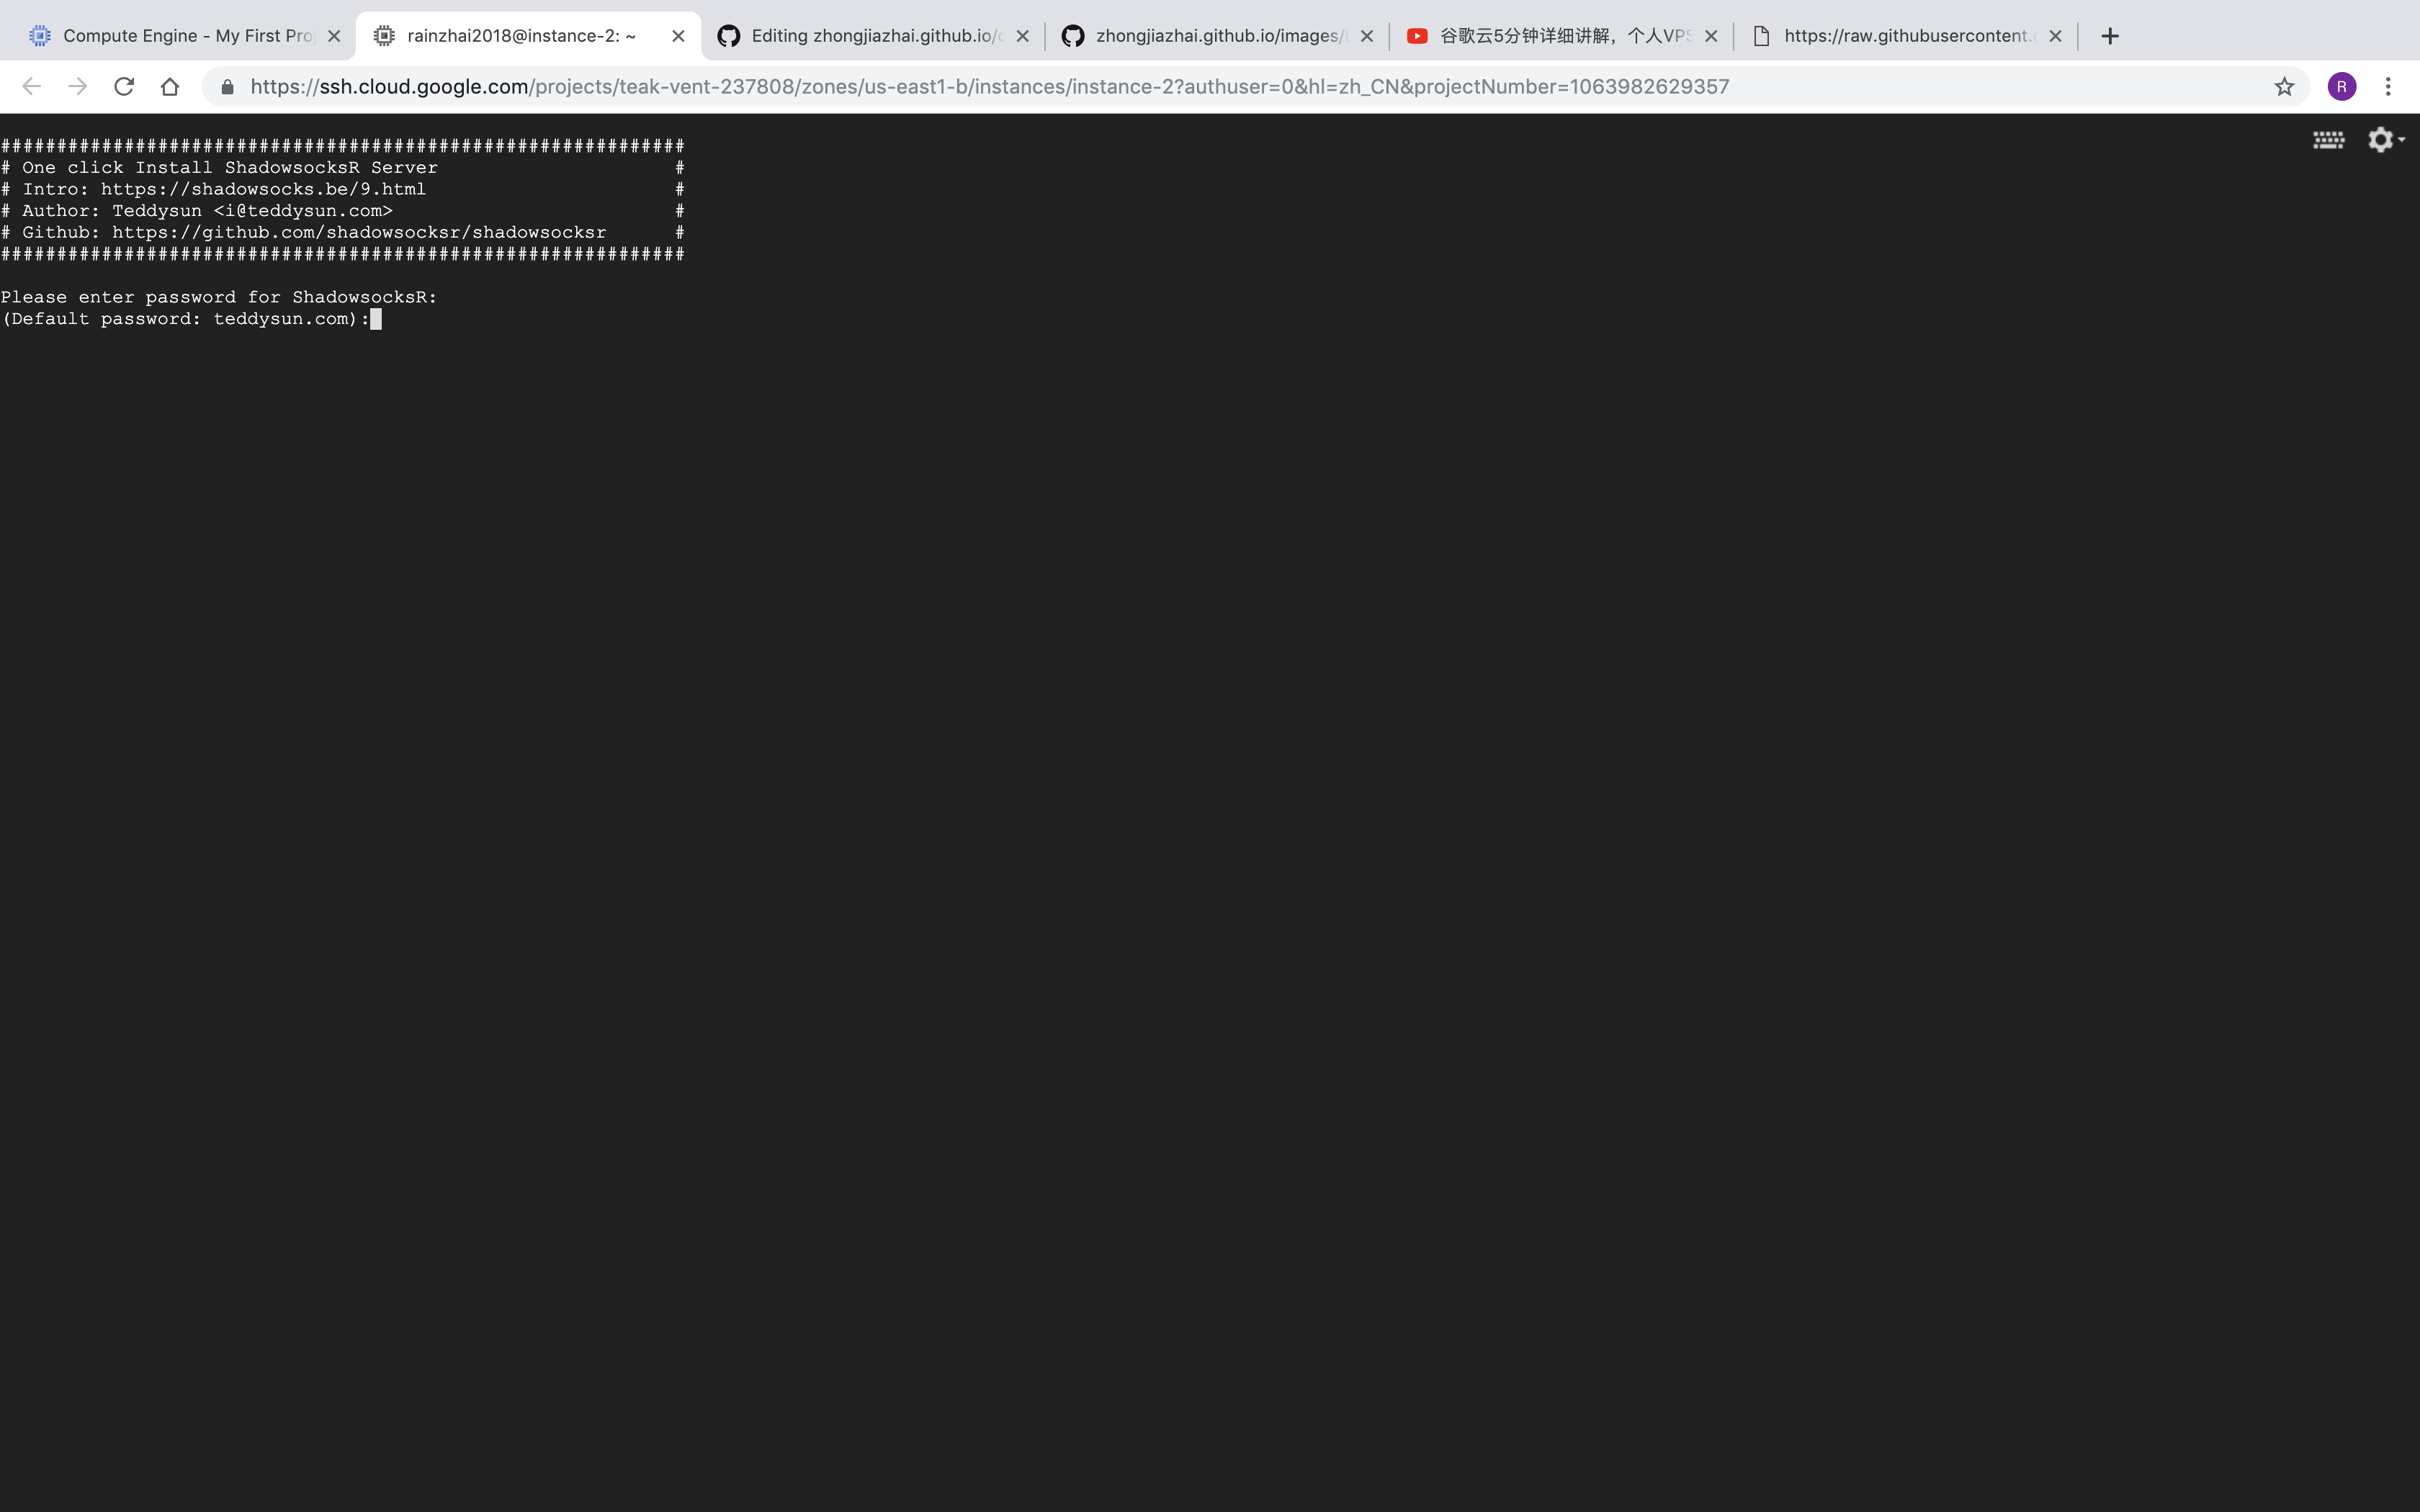 Compute Engine - My First Proj
rainzhai2018@instance-2: ~
Editing zhongjiazhai.github.io/
zhongjiazhai.github.io/images/
谷歌云5分钟详细讲解，个人VPS
https://raw.githubusercontent.
https://ssh.cloud.google.com/projects/teak-vent-237808/zones/us-east1-b/instances/instance-2?authuser=0&hl=zh_CN&projectNumber=1063982629357
R
#############################################################
# One click Install ShadowsocksR Server #
# Intro: https://shadowsocks.be/9.html #
# Author: Teddysun <i@teddysun.com> #
# Github: https://github.com/shadowsocksr/shadowsocksr #
#############################################################
Please enter password for ShadowsocksR:
(Default password: teddysun.com):